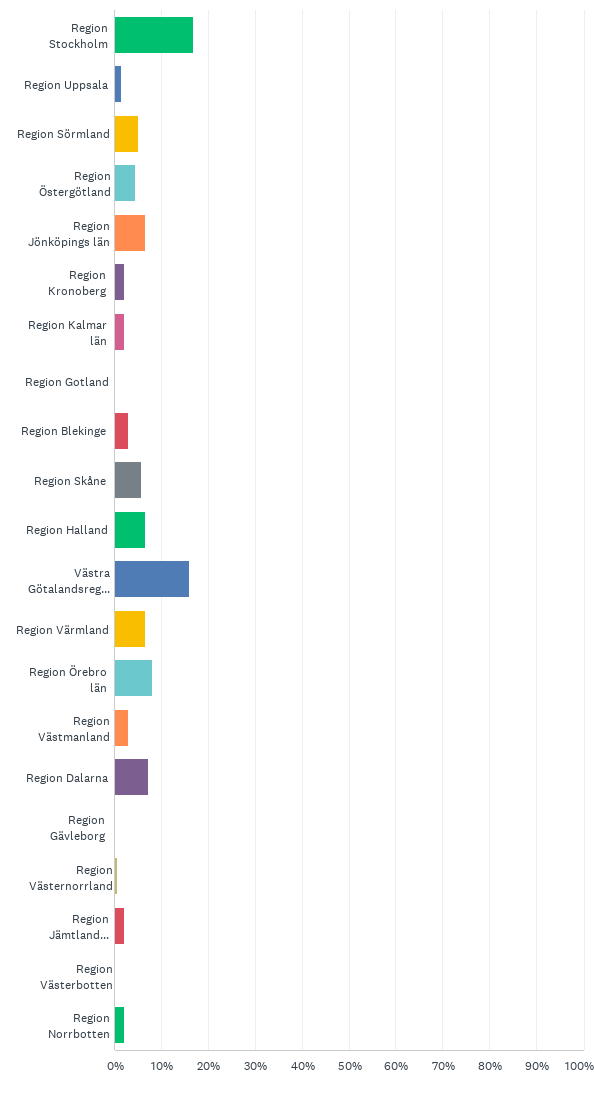 Region
Stockholm
Region Uppsala
Region Sörmland
Region
Östergötland
Region
Jönköpings län
Region
Kronoberg
Region Kalmar
län
Region Gotland
Region Blekinge
Region Skåne
Region Halland
Västra
Götalandsreg...
Region Värmland
Region Örebro
län
Region
Västmanland
Region Dalarna
Region
Gävleborg
Region
Västernorrland
Region
Jämtland...
Region
Västerbotten
Region
Norrbotten
0% 10% 20% 30% 40% 50% 60% 70% 80% 90% 100%